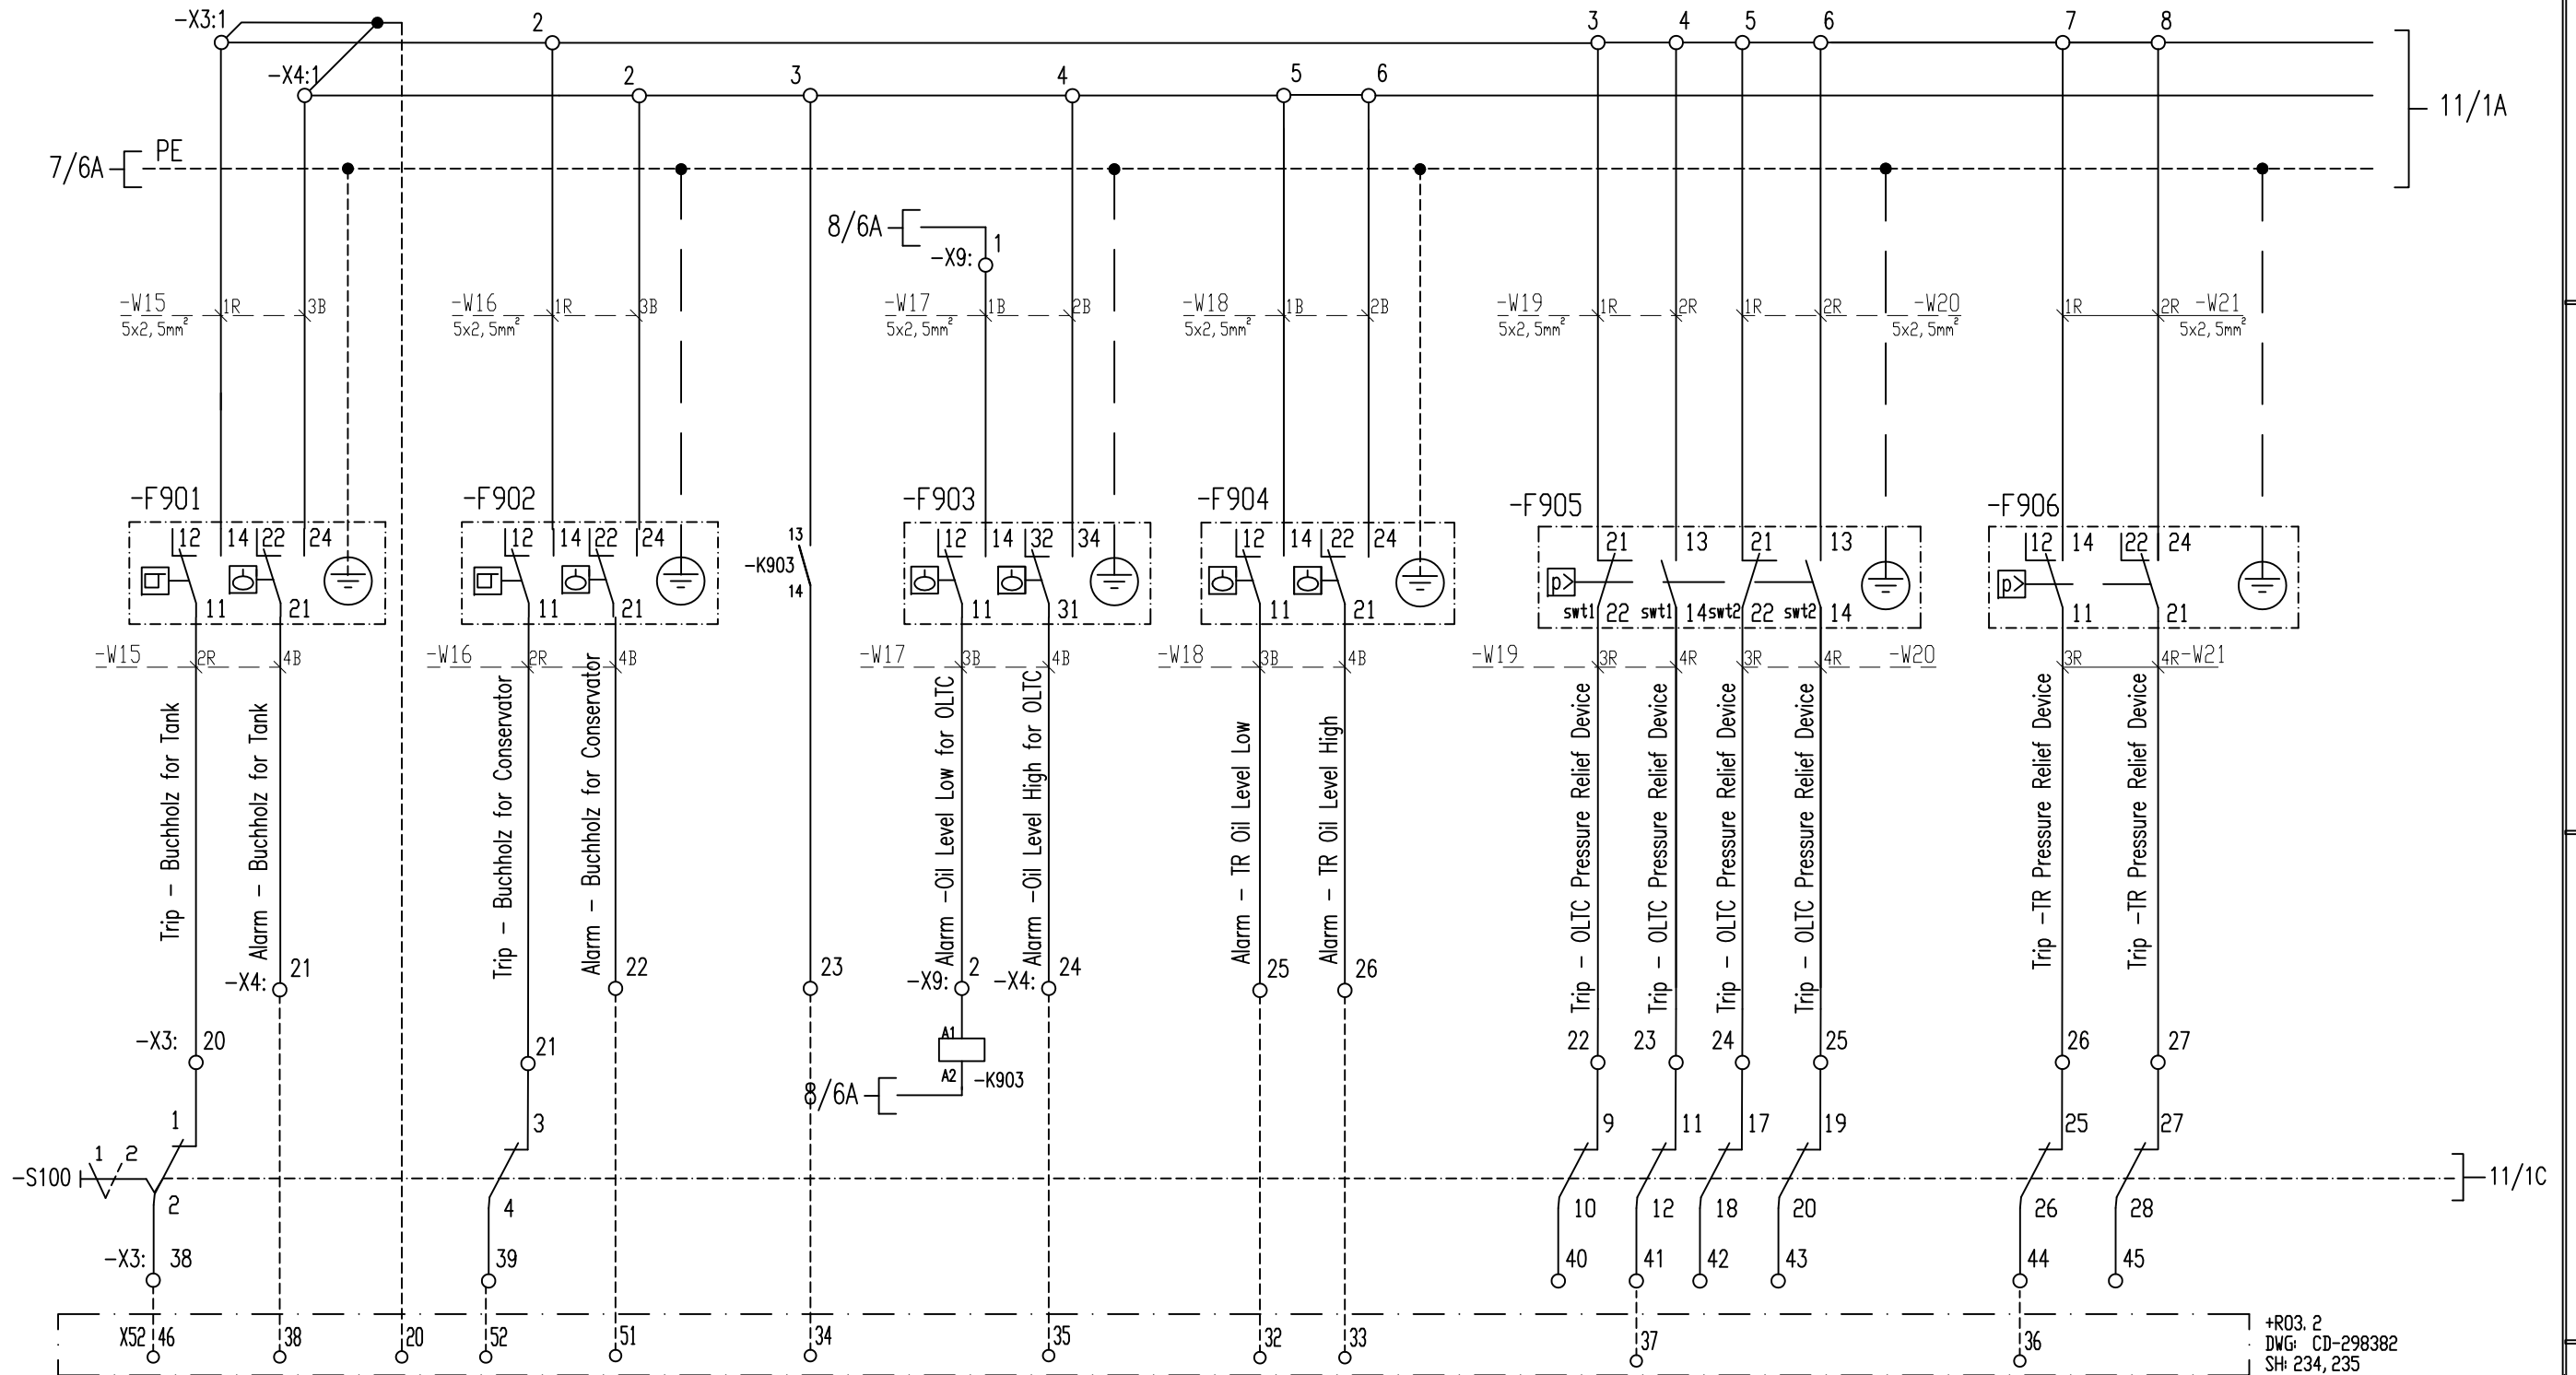 -X3:1 2 3 4 5 6 7 8
-X4:1 2 3 4 5 6
11/1A
7/6A PE
8/6A
-X9: 1
-W15 1R 3B
5x2,5mm²
-W16 1R 3B
5x2,5mm²
-W17 1B 2B
5x2,5mm²
-W18 1B 2B
5x2,5mm²
-W19 1R 2R
5x2,5mm²
1R 2R -W20
5x2,5mm²
1R 2R -W21
5x2,5mm²
-F901
12 14 22 24
11 21
-F902
12 14 22 24
11 21
13
-K903
14
-F903
12 14 32 34
11 31
-F904
12 14 22 24
11 21
-F905
21 13 21 13
p>
swt1 22 swt1 14 swt2 22 swt2 14
-F906
12 14 22 24
p>
11 21
-W15 2R 4B
-W16 2R 4B
-W17 3B 4B
-W18 3B 4B
-W19 3R 4R
3R 4R -W20
3R 4R -W21
Trip - Buchholz for Tank
Alarm - Buchholz for Tank
Trip - Buchholz for Conservator
Alarm - Buchholz for Conservator
Alarm -Oil Level Low for OLTC
Alarm -Oil Level High for OLTC
Alarm - TR Oil Level Low
Alarm - TR Oil Level High
Trip - OLTC Pressure Relief Device
Trip - OLTC Pressure Relief Device
Trip - OLTC Pressure Relief Device
Trip - OLTC Pressure Relief Device
Trip -TR Pressure Relief Device
Trip -TR Pressure Relief Device
-X4: 21 22 23 -X9: 2 -X4: 24 25 26
-X3: 20 21 22 23 24 25 26 27
A1
A2 -K903
8/6A
1 3 9 11 17 19 25 27
-S100 1 2
11/1C
2 4 10 12 18 20 26 28
-X3: 38 39 40 41 42 43 44 45
X52 46 38 20 52 51 34 35 32 33 37 36
+R03.2
DWG: CD-298382
SH: 234,235